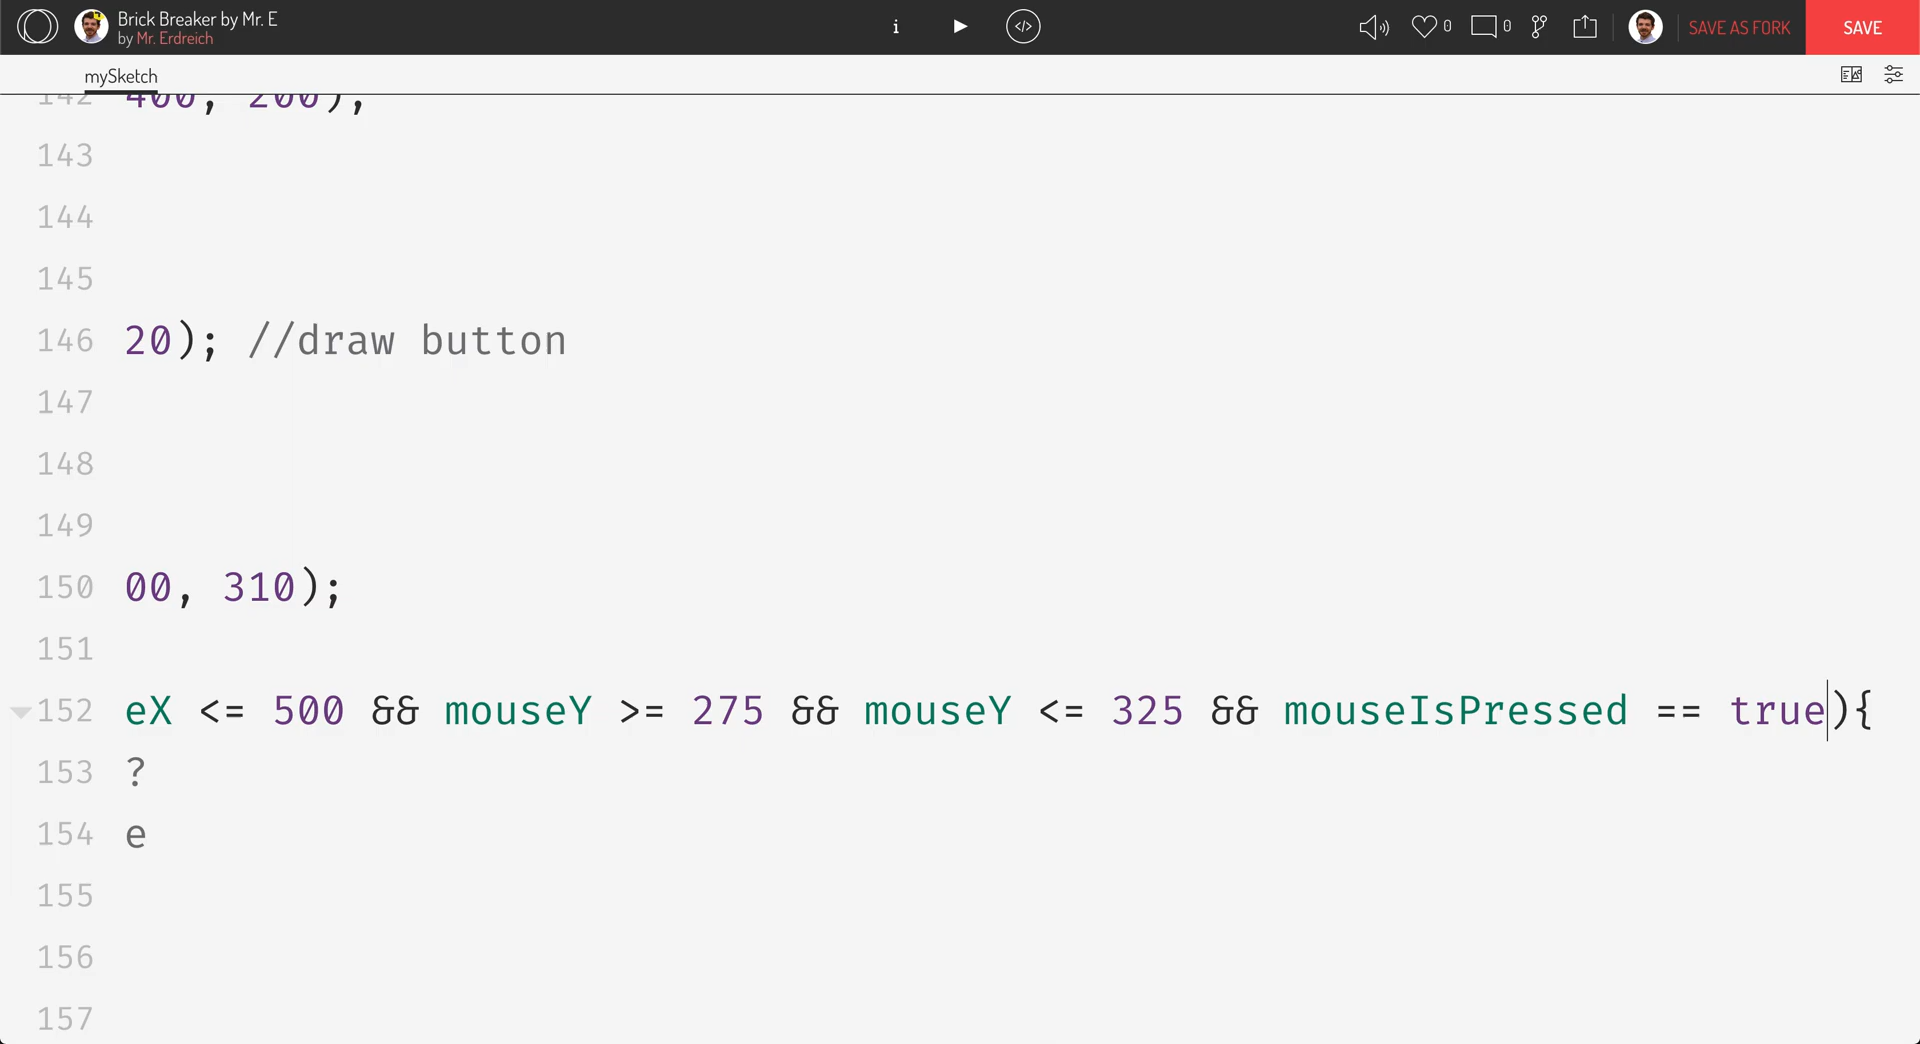 Brick Breaker by Mr. E
by Mr. Erdreich
i
</>
0
0
SAVE AS FORK
SAVE
mySketch
142 400, 200);
143
144
145
146 20); //draw button
147
148
149
150 00, 310);
151
152 eX <= 500 && mouseY >= 275 && mouseY <= 325 && mouseIsPressed == true){
153 ?
154 e
155
156
157